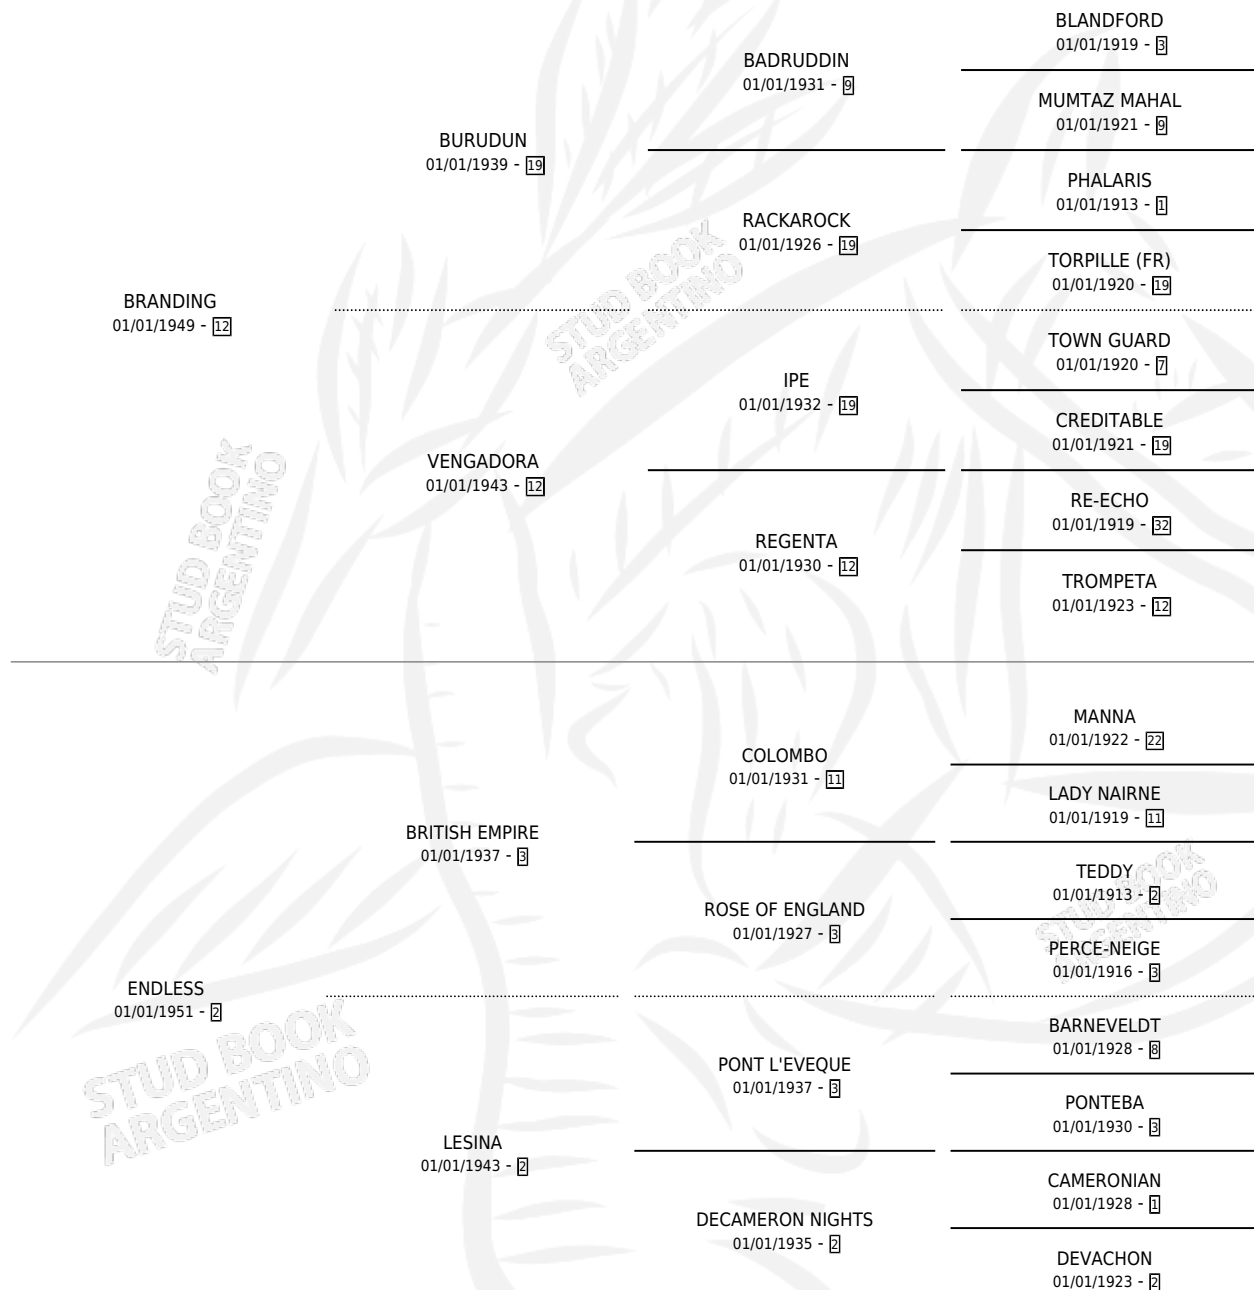 BLANDFORD
01/01/1919 - 3
BADRUDDIN
01/01/1931 - 9
MUMTAZ MAHAL
01/01/1921 - 9
BURUDUN
01/01/1939 - 19
PHALARIS
01/01/1913 - 1
RACKAROCK
01/01/1926 - 19
TORPILLE (FR)
01/01/1920 - 19
BRANDING
01/01/1949 - 12
TOWN GUARD
01/01/1920 - 7
IPE
01/01/1932 - 19
CREDITABLE
01/01/1921 - 19
VENGADORA
01/01/1943 - 12
RE-ECHO
01/01/1919 - 32
REGENTA
01/01/1930 - 12
TROMPETA
01/01/1923 - 12
MANNA
01/01/1922 - 22
COLOMBO
01/01/1931 - 11
LADY NAIRNE
01/01/1919 - 11
BRITISH EMPIRE
01/01/1937 - 3
TEDDY
01/01/1913 - 2
ROSE OF ENGLAND
01/01/1927 - 3
PERCE-NEIGE
01/01/1916 - 3
ENDLESS
01/01/1951 - 2
BARNEVELDT
01/01/1928 - 8
PONT L'EVEQUE
01/01/1937 - 3
PONTEBA
01/01/1930 - 3
LESINA
01/01/1943 - 2
CAMERONIAN
01/01/1928 - 1
DECAMERON NIGHTS
01/01/1935 - 2
DEVACHON
01/01/1923 - 2
STUD BOOK
ARGENTINO
STUD BOOK
ARGENTINO
STUD BOOK
ARGENTINO
STUD BOOK
ARGENTINO